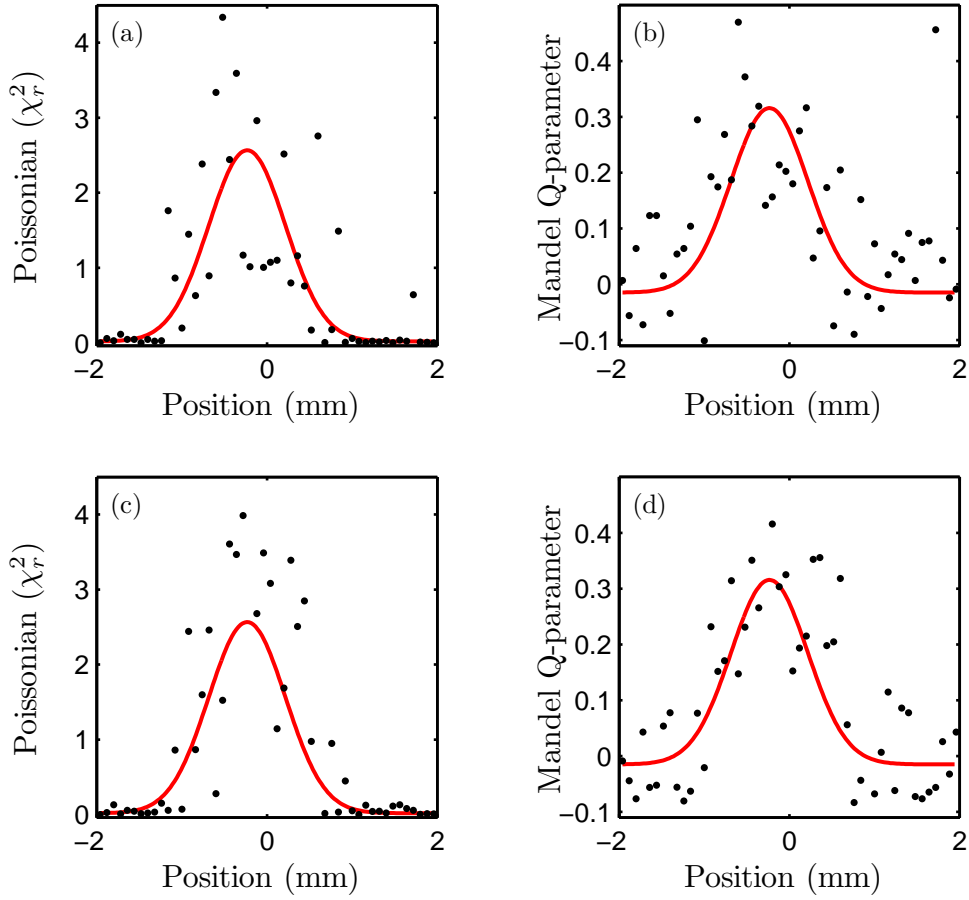 (a)
Poissonian (χ²ᵣ)
4
3
2
1
0
−2
0
2
Position (mm)
(b)
Mandel Q-parameter
0.4
0.3
0.2
0.1
0
−0.1
−2
0
2
Position (mm)
(c)
Poissonian (χ²ᵣ)
4
3
2
1
0
−2
0
2
Position (mm)
(d)
Mandel Q-parameter
0.4
0.3
0.2
0.1
0
−0.1
−2
0
2
Position (mm)